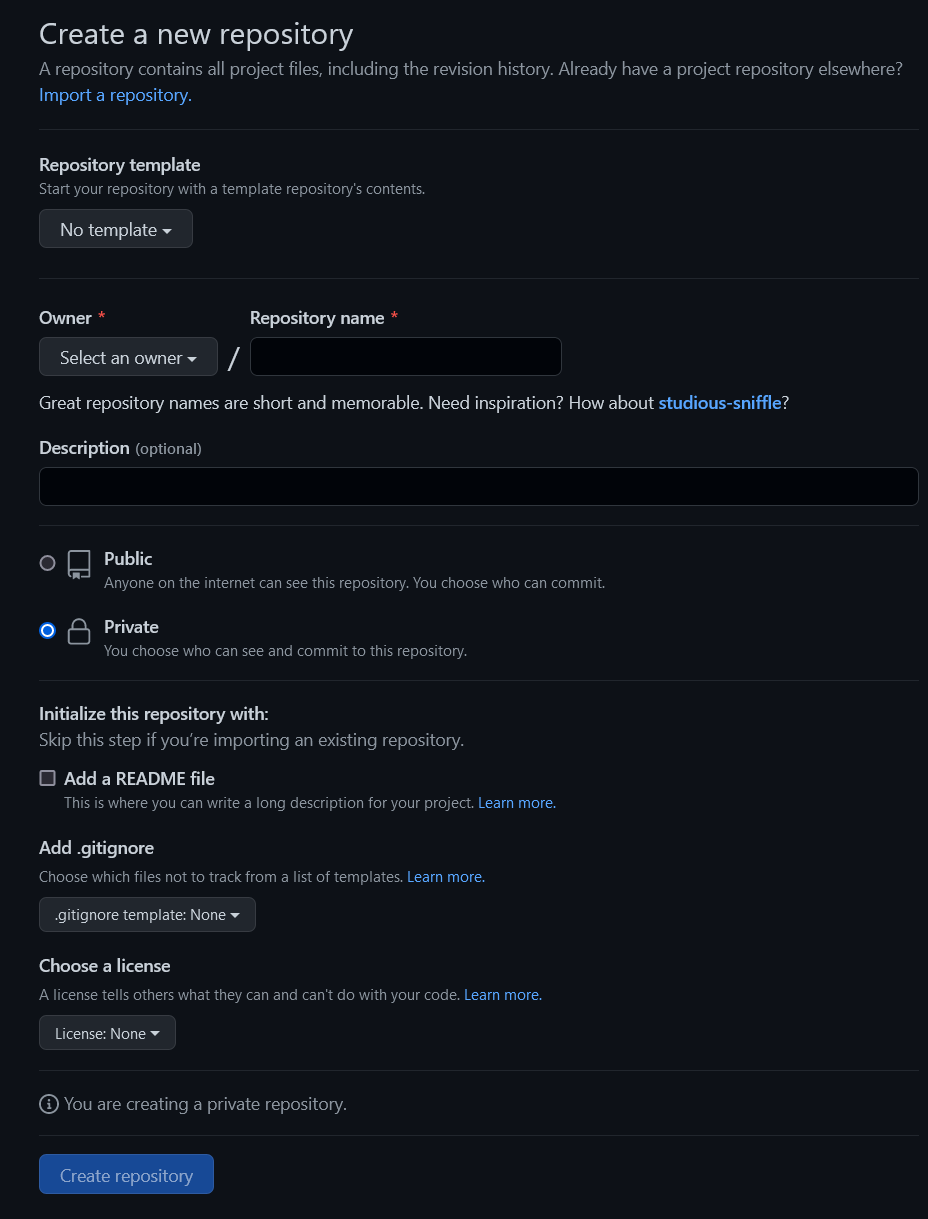 Create a new repository
A repository contains all project files, including the revision history. Already have a project repository elsewhere?
Import a repository.
Repository template
Start your repository with a template repository's contents.
No template
Owner *
Repository name *
Select an owner
/
Great repository names are short and memorable. Need inspiration? How about studious-sniffle?
Description (optional)
Public
Anyone on the internet can see this repository. You choose who can commit.
Private
You choose who can see and commit to this repository.
Initialize this repository with:
Skip this step if you’re importing an existing repository.
Add a README file
This is where you can write a long description for your project. Learn more.
Add .gitignore
Choose which files not to track from a list of templates. Learn more.
.gitignore template: None
Choose a license
A license tells others what they can and can't do with your code. Learn more.
License: None
You are creating a private repository.
Create repository